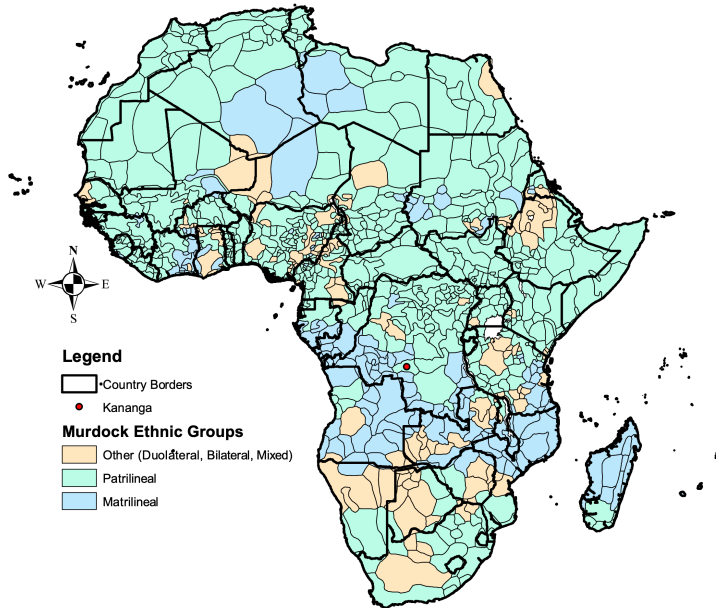 N
W E
S
Legend
Country Borders
Kananga
Murdock Ethnic Groups
Other (Duolateral, Bilateral, Mixed)
Patrilineal
Matrilineal